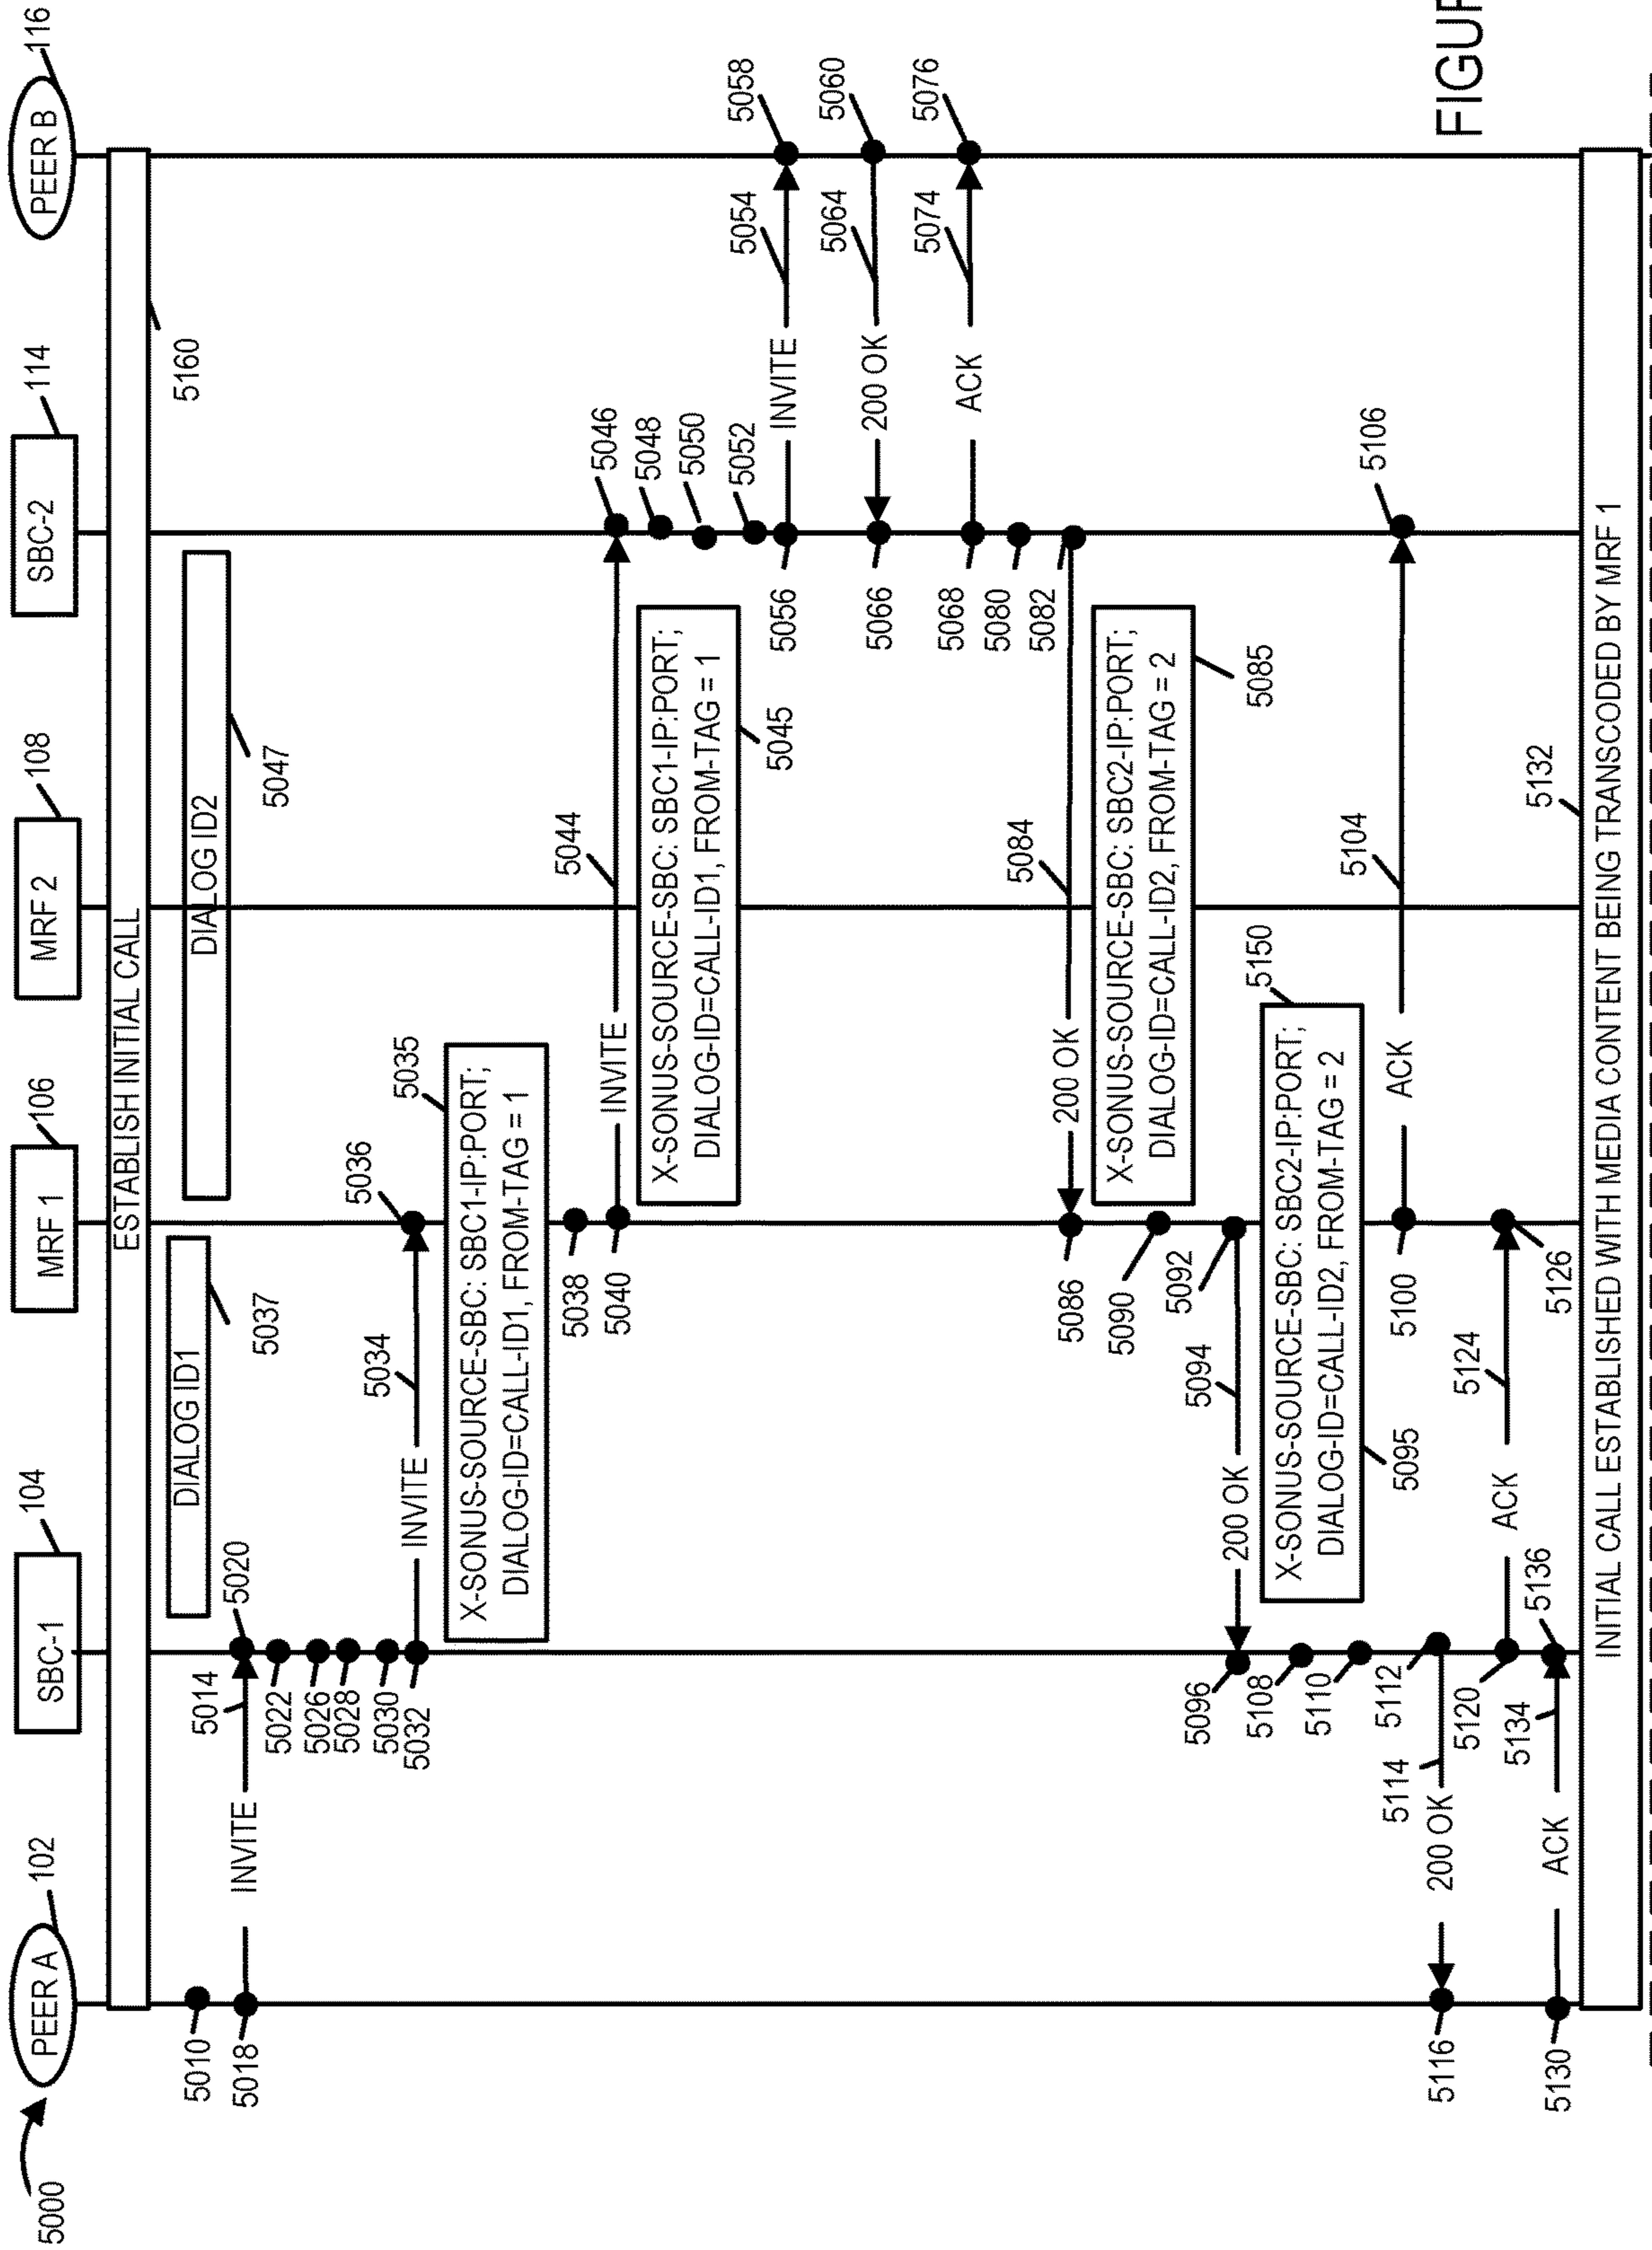 5000
PEER A
102
SBC-1
104
MRF 1
106
MRF 2
108
SBC-2
114
PEER B
116
ESTABLISH INITIAL CALL
5160
DIALOG ID1
5037
DIALOG ID2
5047
5010
5018
INVITE
5014
5020
5022
5026
5028
5030
5032
INVITE
5034
5036
X-SONUS-SOURCE-SBC: SBC1-IP:PORT;
DIALOG-ID=CALL-ID1, FROM-TAG = 1
5035
5038
5040
INVITE
5044
5046
X-SONUS-SOURCE-SBC: SBC1-IP:PORT;
DIALOG-ID=CALL-ID1, FROM-TAG = 1
5045
5048
5050
5052
5056
INVITE
5054
5058
5066
200 OK
5064
5060
5068
ACK
5074
5076
5080
5082
5086
200 OK
5084
X-SONUS-SOURCE-SBC: SBC2-IP:PORT;
DIALOG-ID=CALL-ID2, FROM-TAG = 2
5085
5090
5092
5096
200 OK
5094
X-SONUS-SOURCE-SBC: SBC2-IP:PORT;
DIALOG-ID=CALL-ID2, FROM-TAG = 2
5150
5095
5100
ACK
5104
5106
5108
5110
5112
5116
200 OK
5114
5120
ACK
5124
5126
5130
ACK
5134
5136
INITIAL CALL ESTABLISHED WITH MEDIA CONTENT BEING TRANSCODED BY MRF 1
5132